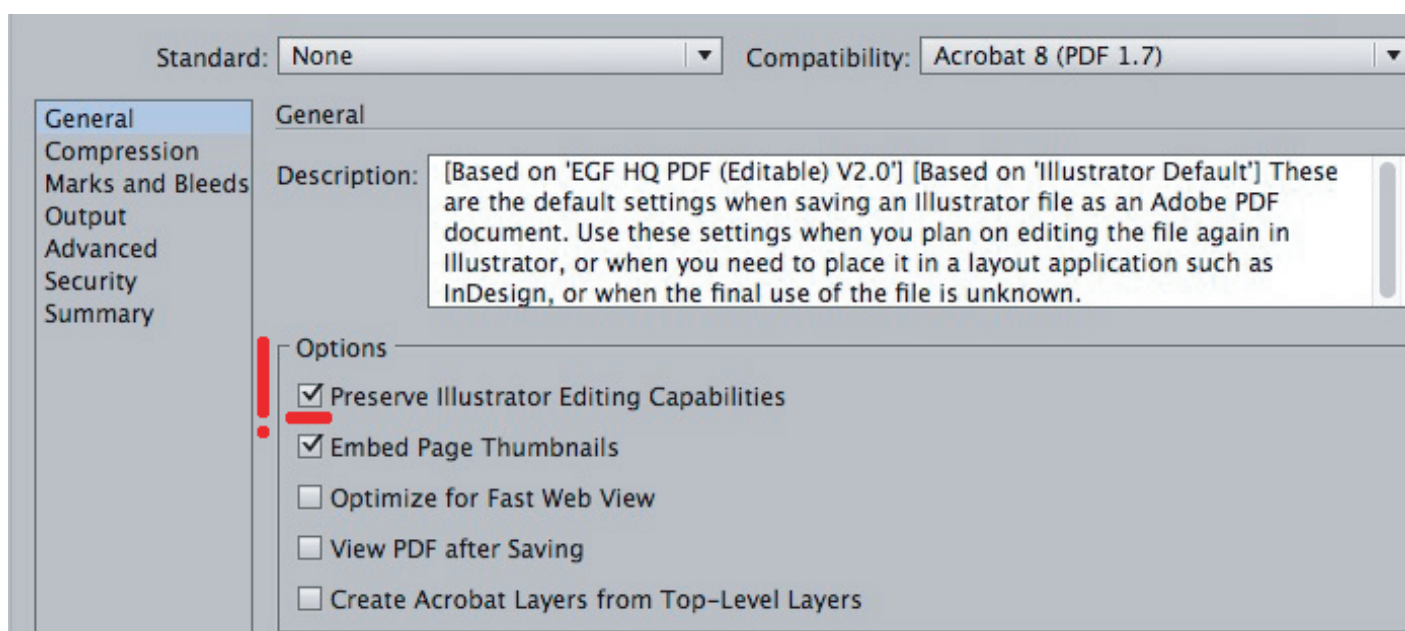 Standard: None Compatibility: Acrobat 8 (PDF 1.7)
General
Compression
Marks and Bleeds
Output
Advanced
Security
Summary
General
Description: [Based on 'EGF HQ PDF (Editable) V2.0'] [Based on 'Illustrator Default'] These
are the default settings when saving an Illustrator file as an Adobe PDF
document. Use these settings when you plan on editing the file again in
Illustrator, or when you need to place it in a layout application such as
InDesign, or when the final use of the file is unknown.
Options
Preserve Illustrator Editing Capabilities
Embed Page Thumbnails
Optimize for Fast Web View
View PDF after Saving
Create Acrobat Layers from Top-Level Layers